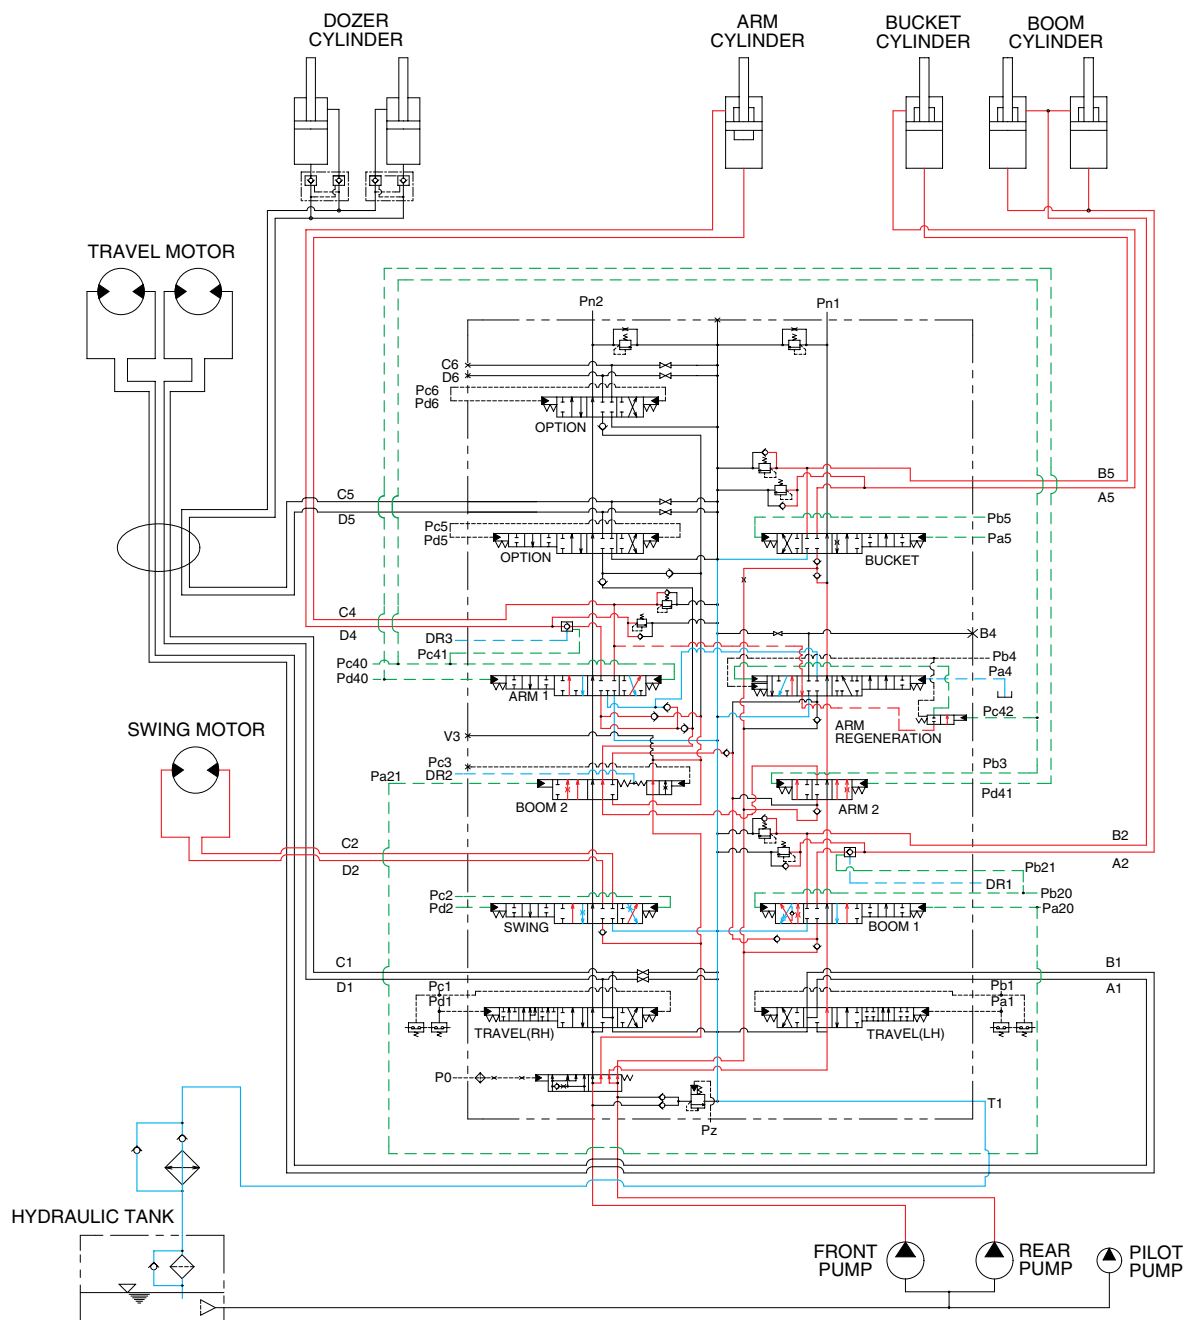 DOZER
CYLINDER
ARM
CYLINDER
BUCKET
CYLINDER
BOOM
CYLINDER
TRAVEL MOTOR
Pn2
Pn1
C6
D6
Pc6
Pd6
OPTION
B5
A5
C5
D5
Pc5
Pd5
OPTION
Pb5
Pa5
BUCKET
C4
D4
DR3
Pc41
Pc40
Pd40
ARM 1
B4
Pb4
Pa4
Pc42
ARM
REGENERATION
SWING MOTOR
V3
Pc3
DR2
Pa21
BOOM 2
Pb3
Pd41
ARM 2
B2
A2
C2
D2
Pb21
DR1
Pb20
Pa20
Pc2
Pd2
SWING
BOOM 1
C1
D1
Pc1
Pd1
TRAVEL(RH)
B1
A1
Pb1
Pa1
TRAVEL(LH)
P0
Pz
T1
HYDRAULIC TANK
FRONT
PUMP
REAR
PUMP
PILOT
PUMP